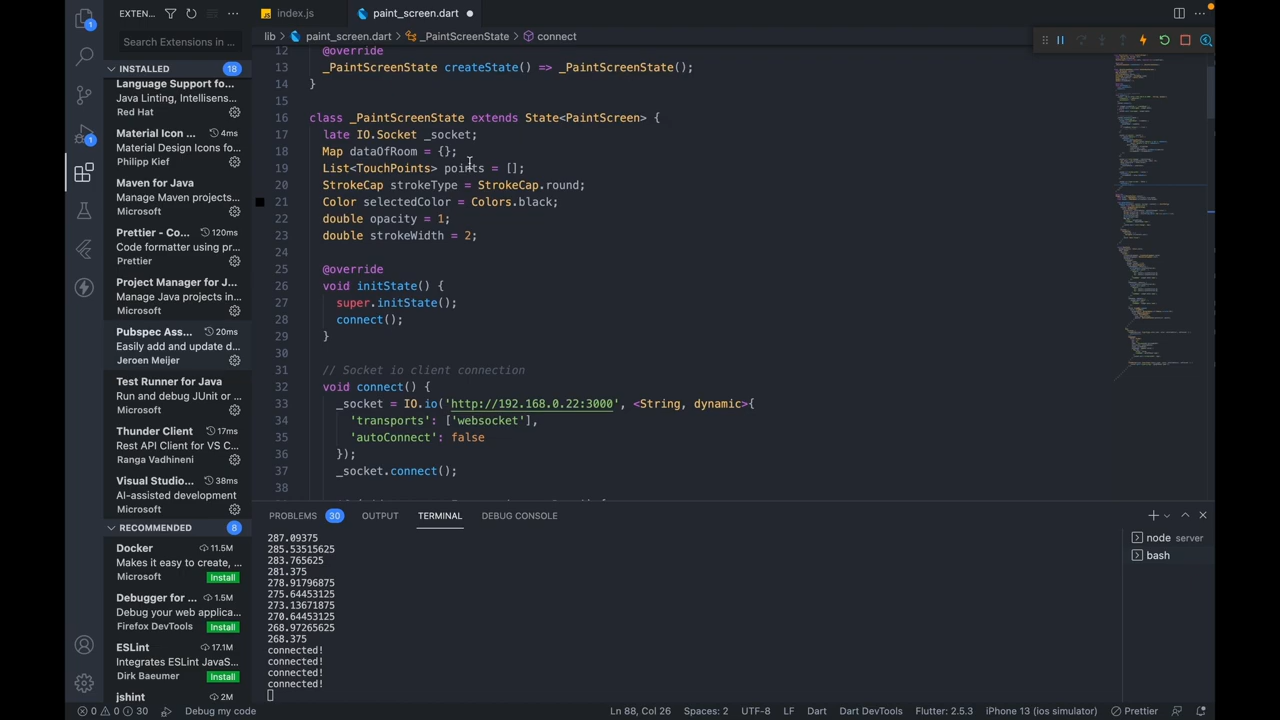 EXTEN...
Search Extensions in ...
INSTALLED 18
Language Support fo...
Java Linting, Intellisens...
Red Hat
Material Icon ... 4ms
Material Design Icons fo...
Philipp Kief
Maven for Java
Manage Maven projects...
Microsoft
Prettier - Co... 120ms
Code formatter using pr...
Prettier
Project Manager for J...
Manage Java projects in...
Microsoft
Pubspec Ass... 20ms
Easily add and update d...
Jeroen Meijer
Test Runner for Java
Run and debug JUnit or ...
Microsoft
Thunder Client 17ms
Rest API Client for VS C...
Ranga Vadhineni
Visual Studio... 38ms
AI-assisted development
Microsoft
RECOMMENDED 8
Docker 11.5M
Makes it easy to create, ...
Microsoft Install
Debugger for ... 1.5M
Debug your web applica...
Firefox DevTools Install
ESLint 17.1M
Integrates ESLint JavaS...
Dirk Baeumer Install
jshint 2M
index.js
paint_screen.dart
lib > paint_screen.dart > _PaintScreenState > connect
12 @override
13 _PaintScreenState createState() => _PaintScreenState();
14 }
15
16 class _PaintScreenState extends State<PaintScreen> {
17 late IO.Socket _socket;
18 Map dataOfRoom = {};
19 List<TouchPoints> points = [];
20 StrokeCap strokeType = StrokeCap.round;
21 Color selectedColor = Colors.black;
22 double opacity = 1;
23 double strokeWidth = 2;
24
25 @override
26 void initState() {
27 super.initState();
28 connect();
29 }
30
31 // Socket io client connection
32 void connect() {
33 _socket = IO.io('http://192.168.0.22:3000', <String, dynamic>{
34 'transports': ['websocket'],
35 'autoConnect': false
36 });
37 _socket.connect();
38
PROBLEMS 30 OUTPUT TERMINAL DEBUG CONSOLE
287.09375
285.53515625
283.765625
281.375
278.91796875
275.64453125
273.13671875
270.64453125
268.97265625
268.375
connected!
connected!
connected!
connected!
node server
bash
0 0 30 Debug my code
Ln 88, Col 26 Spaces: 2 UTF-8 LF Dart Dart DevTools Flutter: 2.5.3 iPhone 13 (ios simulator) Prettier